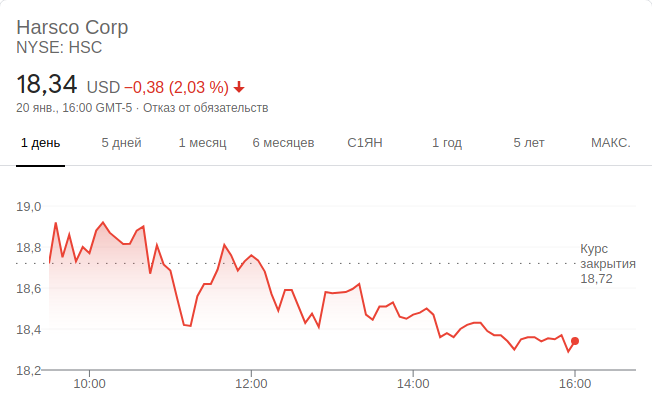 Harsco Corp
NYSE: HSC
18,34 USD −0,38 (2,03 %)
20 янв., 16:00 GMT-5 · Отказ от обязательств
1 день 5 дней 1 месяц 6 месяцев С1ЯН 1 год 5 лет МАКС.
19,0
18,8
18,6
18,4
18,2
Курс
закрытия
18,72
10:00 12:00 14:00 16:00